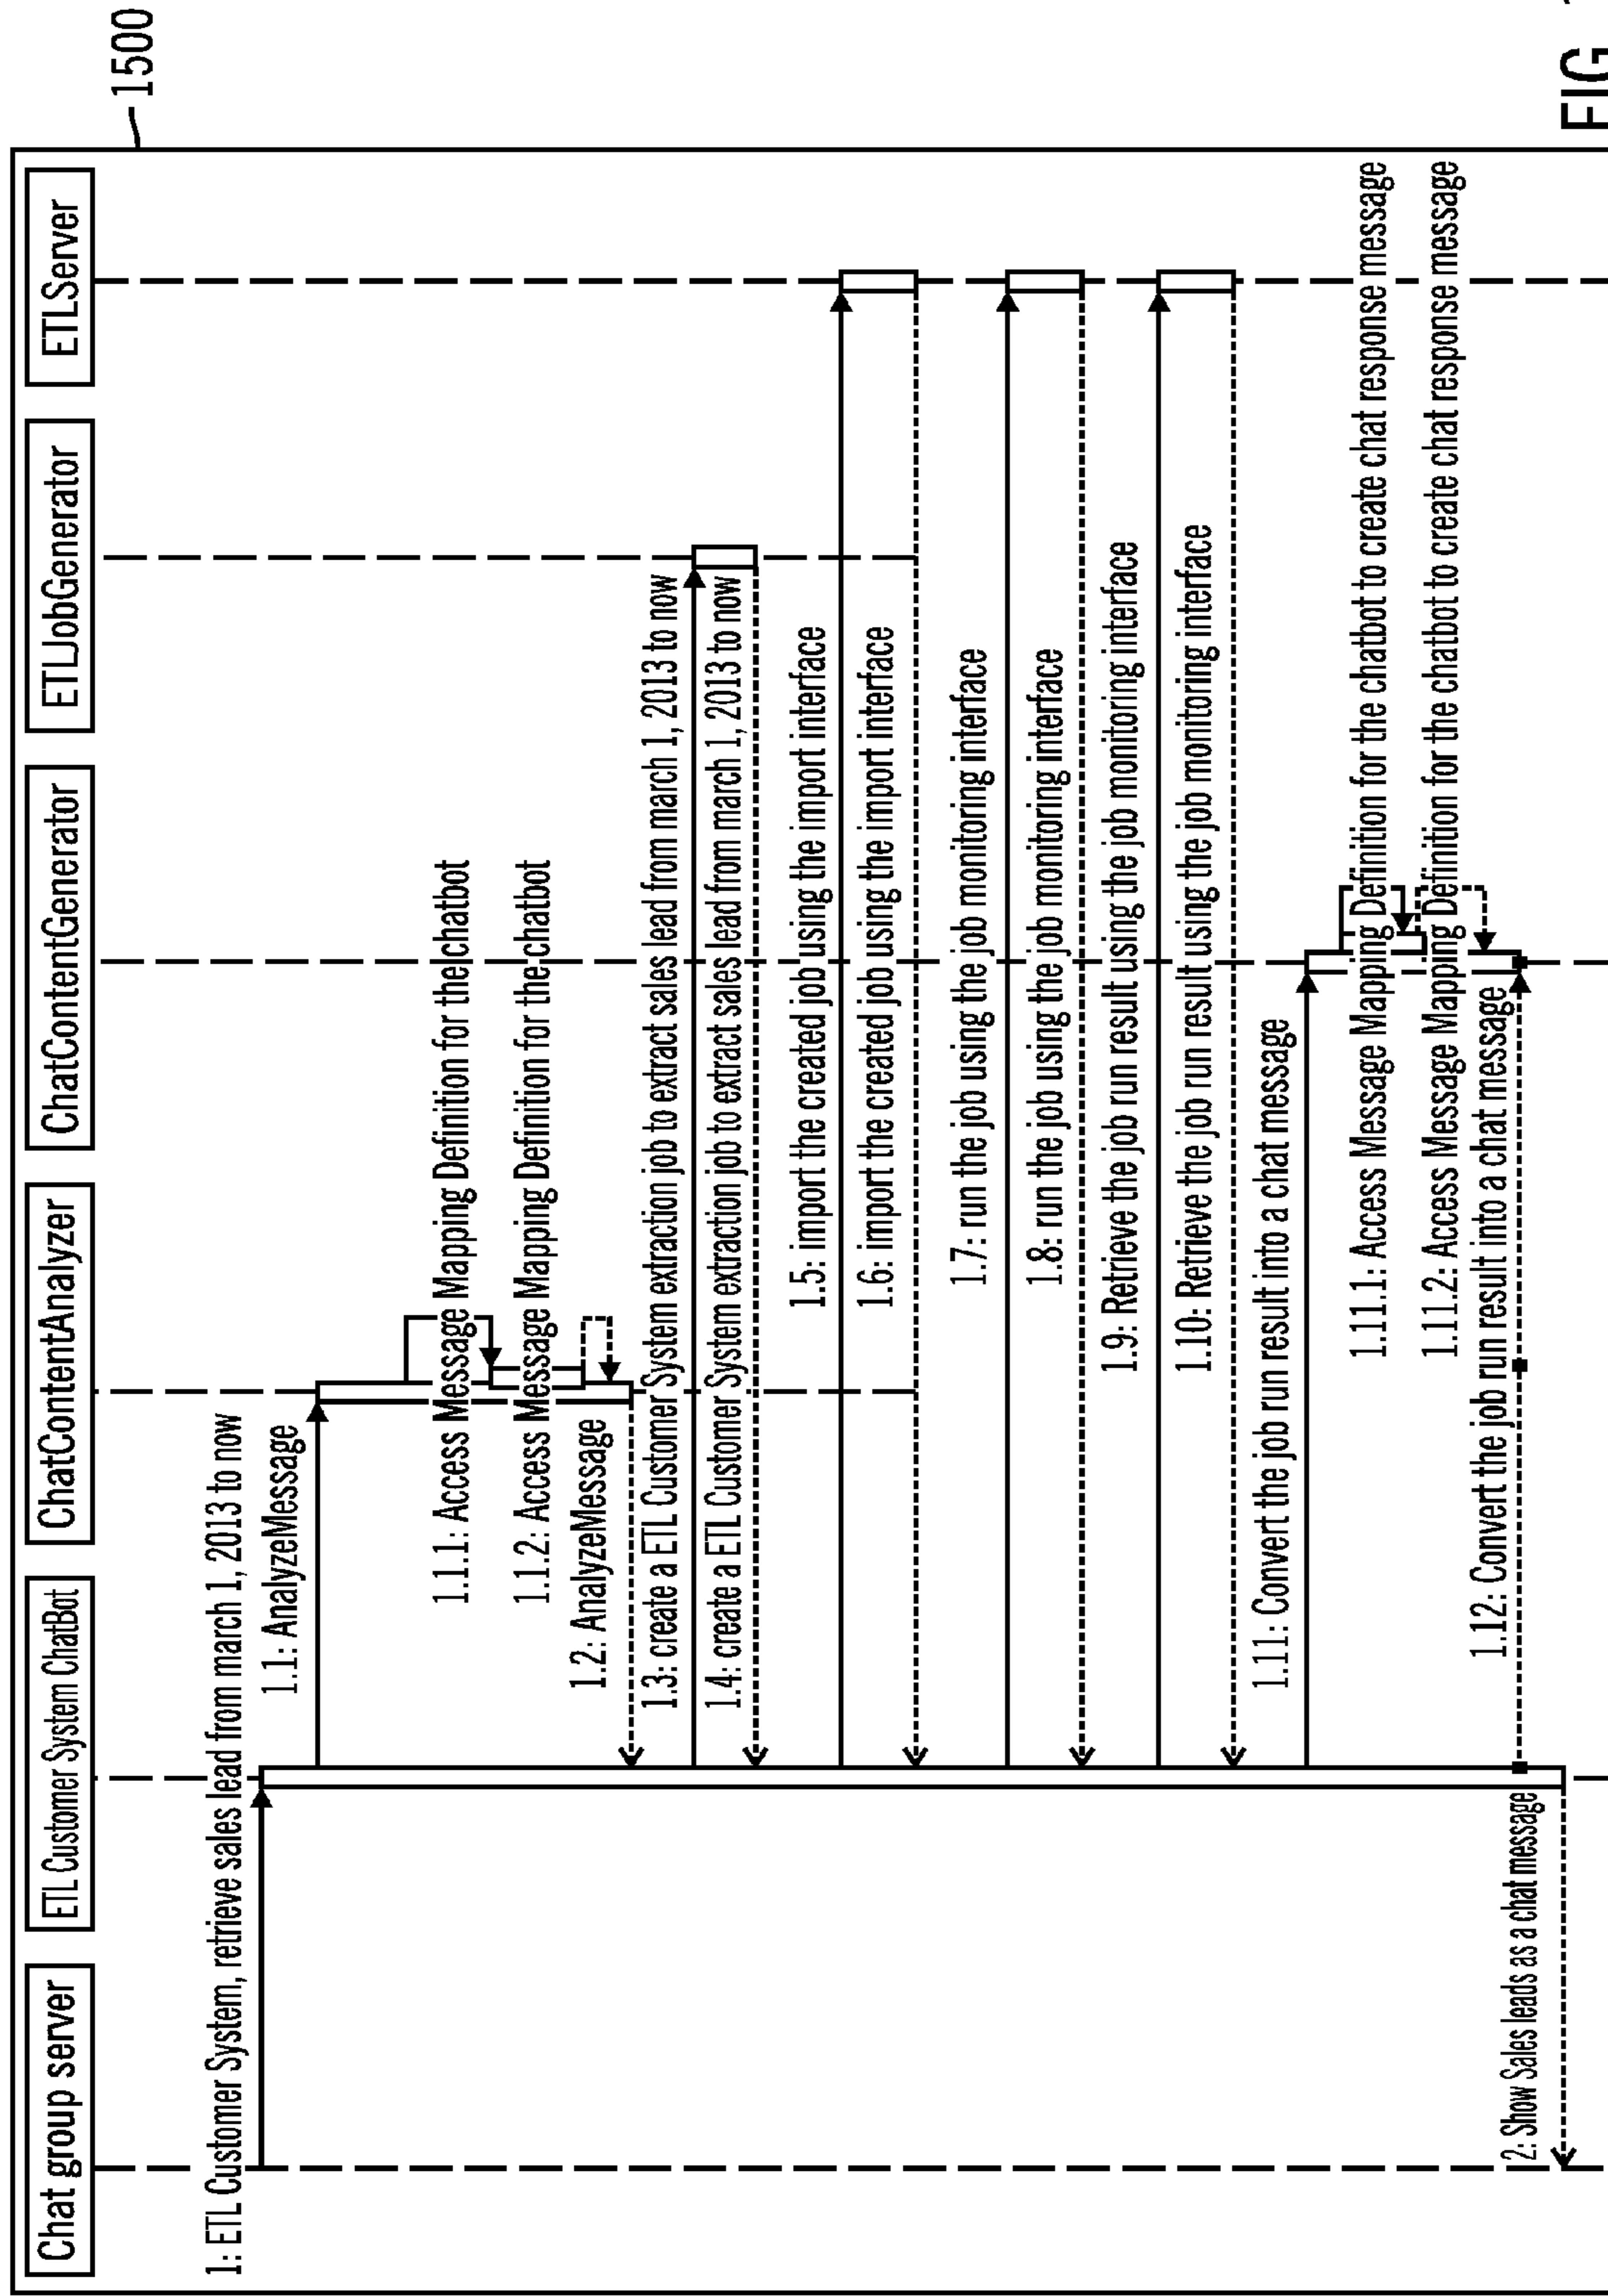 1500
Chat group server
ETL Customer System ChatBot
ChatContentAnalyzer
ChatContentGenerator
ETLJobGenerator
ETLServer
1: ETL Customer System, retrieve sales lead from march 1, 2013 to now
1.1: AnalyzeMessage
1.1.1: Access Message Mapping Definition for the chatbot
1.1.2: Access Message Mapping Definition for the chatbot
1.2: AnalyzeMessage
1.3: create a ETL Customer System extraction job to extract sales lead from march 1, 2013 to now
1.4: create a ETL Customer System extraction job to extract sales lead from march 1, 2013 to now
1.5: import the created job using the import interface
1.6: import the created job using the import interface
1.7: run the job using the job monitoring interface
1.8: run the job using the job monitoring interface
1.9: Retrieve the job run result using the job monitoring interface
1.10: Retrieve the job run result using the job monitoring interface
1.11: Convert the job run result into a chat message
1.11.1: Access Message Mapping Definition for the chatbot to create chat response message
1.11.2: Access Message Mapping Definition for the chatbot to create chat response message
1.12: Convert the job run result into a chat message
2: Show Sales leads as a chat message
FIG